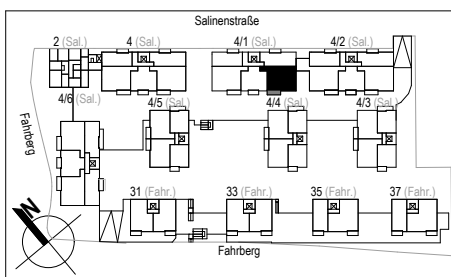 Salinenstraße
2 (Sal.) 4 (Sal.) 4/1 (Sal.) 4/2 (Sal.)
4/6 (Sal.) 4/5 (Sal.) 4/4 (Sal.) 4/3 (Sal.)
Fahrberg
31 (Fahr.) 33 (Fahr.) 35 (Fahr.) 37 (Fahr.)
N
Fahrberg